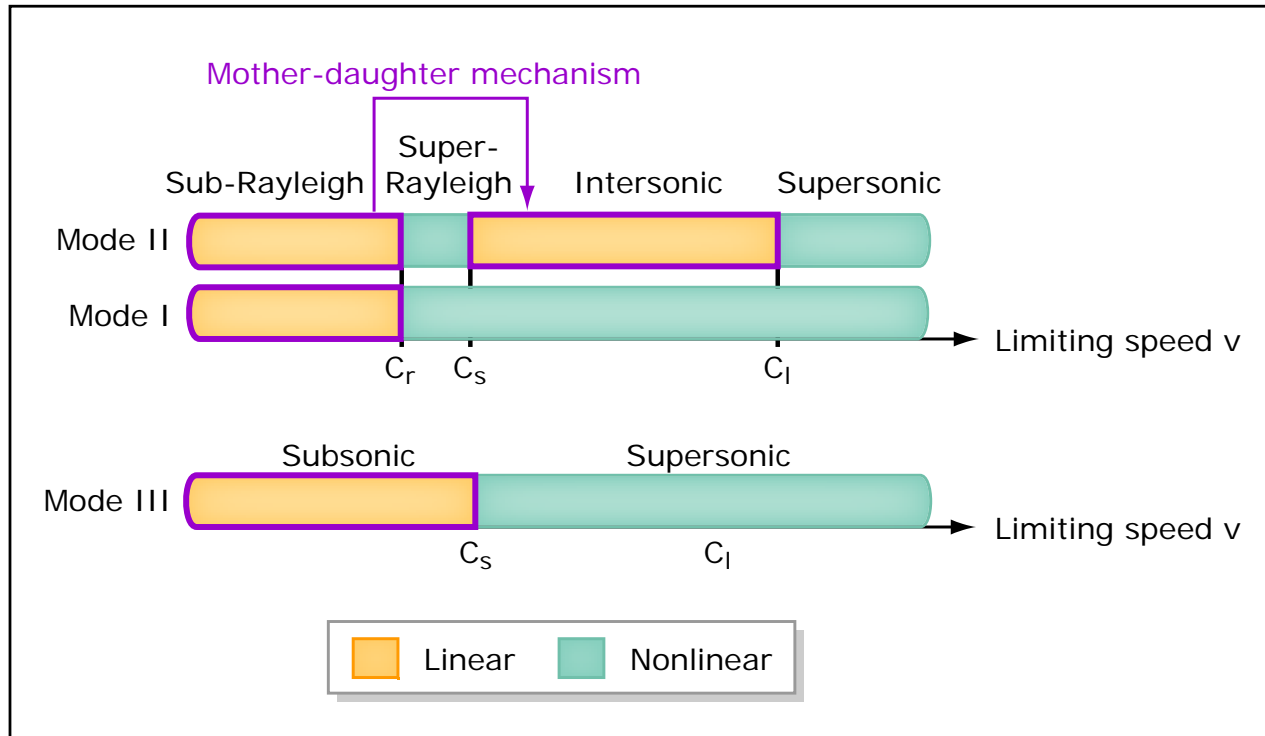 Mother-daughter mechanism
Super-
Sub-Rayleigh Rayleigh Intersonic Supersonic
Mode II
Mode I
Limiting speed v
Cr Cs Cl
Subsonic Supersonic
Mode III
Limiting speed v
Cs Cl
Linear Nonlinear